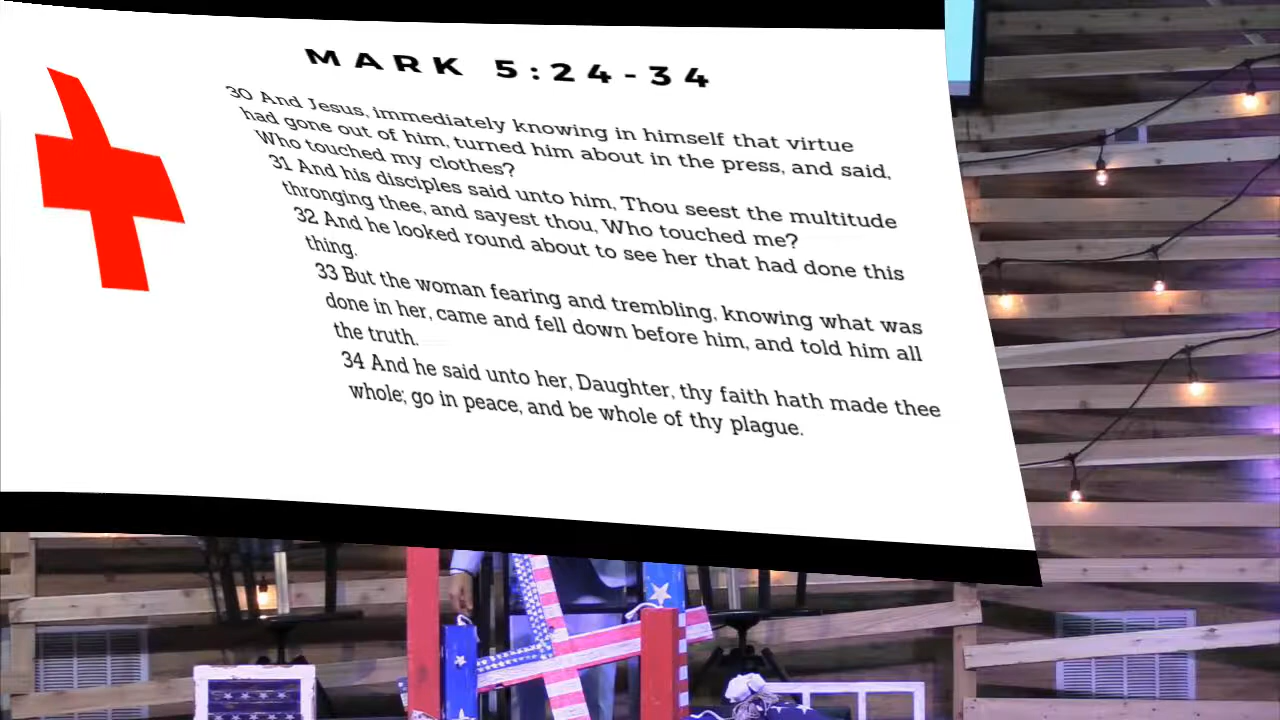 MARK 5:24-34
30 And Jesus, immediately knowing in himself that virtue
had gone out of him, turned him about in the press, and said,
Who touched my clothes?
31 And his disciples said unto him, Thou seest the multitude
thronging thee, and sayest thou, Who touched me?
32 And he looked round about to see her that had done this
thing.
33 But the woman fearing and trembling, knowing what was
done in her, came and fell down before him, and told him all
the truth.
34 And he said unto her, Daughter, thy faith hath made thee
whole; go in peace, and be whole of thy plague.